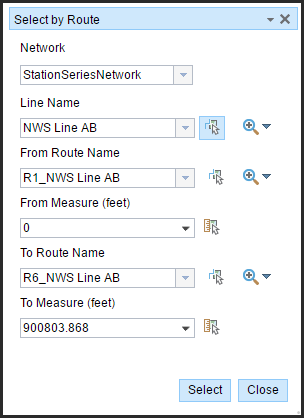 Select by Route
Network
StationSeriesNetwork
Line Name
NWS Line AB
From Route Name
R1_NWS Line AB
From Measure (feet)
0
To Route Name
R6_NWS Line AB
To Measure (feet)
900803.868
Select Close